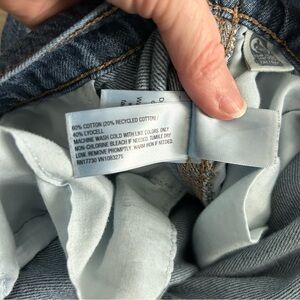 60% COTTON (20% RECYCLED COTTON)
40% LYOCELL
MACHINE WASH COLD WITH LIKE COLORS. ONLY
NON-CHLORINE BLEACH IF NEEDED. TUMBLE DRY
LOW. REMOVE PROMPTLY. WARM IRON IF NEEDED.
RN17730 VN1083275